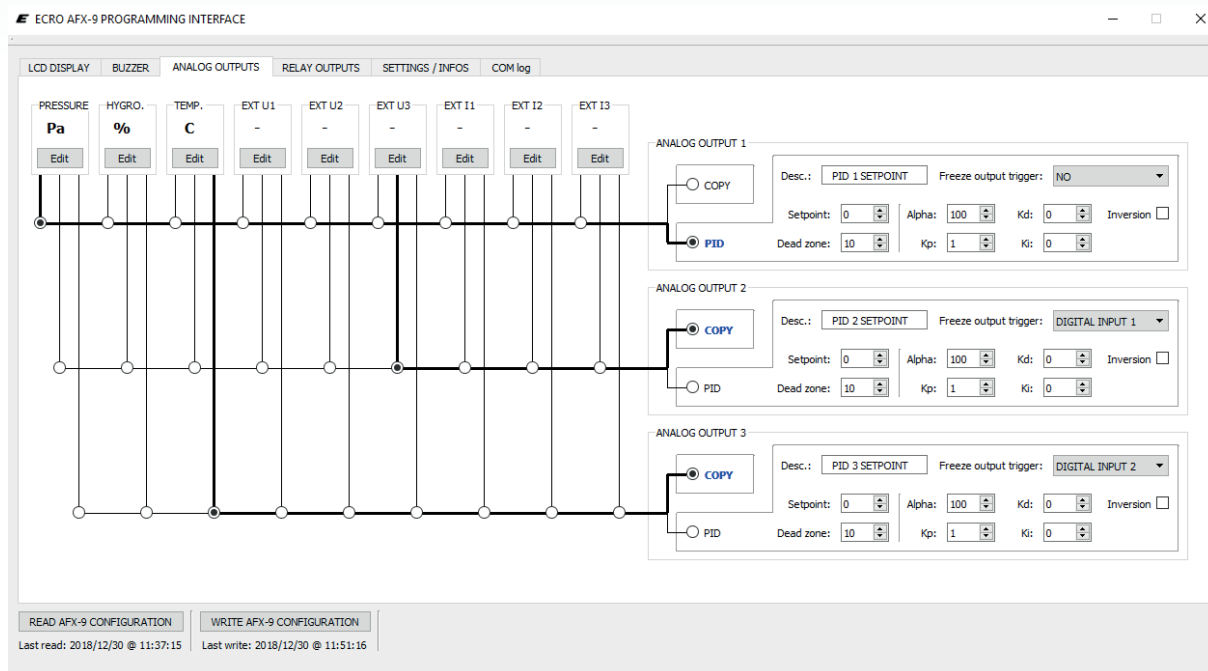 ECRO AFX-9 PROGRAMMING INTERFACE
LCD DISPLAY BUZZER ANALOG OUTPUTS RELAY OUTPUTS SETTINGS / INFOS COM log
PRESSURE HYGRO. TEMP. EXT U1 EXT U2 EXT U3 EXT I1 EXT I2 EXT I3
Pa % C - - - - - -
Edit Edit Edit Edit Edit Edit Edit Edit Edit
ANALOG OUTPUT 1
COPY Desc.: PID 1 SETPOINT Freeze output trigger: NO
Setpoint: 0 Alpha: 100 Kd: 0 Inversion
PID Dead zone: 10 Kp: 1 Ki: 0
ANALOG OUTPUT 2
COPY Desc.: PID 2 SETPOINT Freeze output trigger: DIGITAL INPUT 1
Setpoint: 0 Alpha: 100 Kd: 0 Inversion
PID Dead zone: 10 Kp: 1 Ki: 0
ANALOG OUTPUT 3
COPY Desc.: PID 3 SETPOINT Freeze output trigger: DIGITAL INPUT 2
Setpoint: 0 Alpha: 100 Kd: 0 Inversion
PID Dead zone: 10 Kp: 1 Ki: 0
READ AFX-9 CONFIGURATION WRITE AFX-9 CONFIGURATION
Last read: 2018/12/30 @ 11:37:15 Last write: 2018/12/30 @ 11:51:16